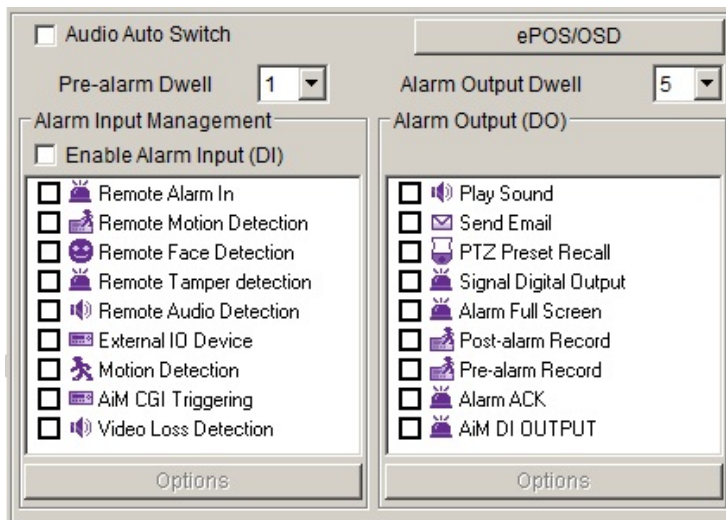 Audio Auto Switch
ePOS/OSD
Pre-alarm Dwell 1
Alarm Output Dwell 5
Alarm Input Management
Enable Alarm Input (DI)
Remote Alarm In
Remote Motion Detection
Remote Face Detection
Remote Tamper detection
Remote Audio Detection
External IO Device
Motion Detection
AiM CGI Triggering
Video Loss Detection
Options
Alarm Output (DO)
Play Sound
Send Email
PTZ Preset Recall
Signal Digital Output
Alarm Full Screen
Post-alarm Record
Pre-alarm Record
Alarm ACK
AiM DI OUTPUT
Options